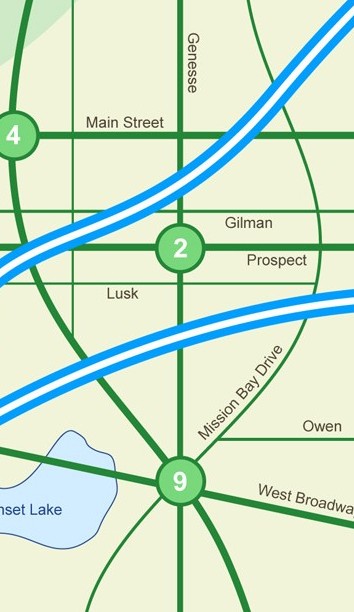 Genesse
Main Street
4
Gilman
2
Prospect
Lusk
Mission Bay Drive
Owen
9
West Broadwa
nset Lake